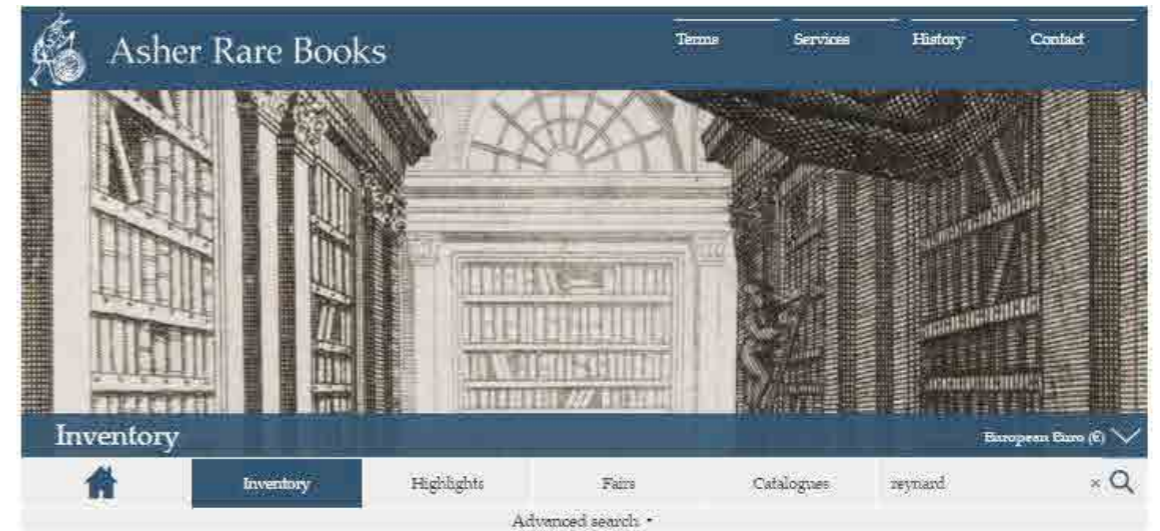 Asher Rare Books
Terms Services History Contact
Inventory
European Euro (€)
Inventory Highlights Fairs Catalogues reynard ×
Advanced search